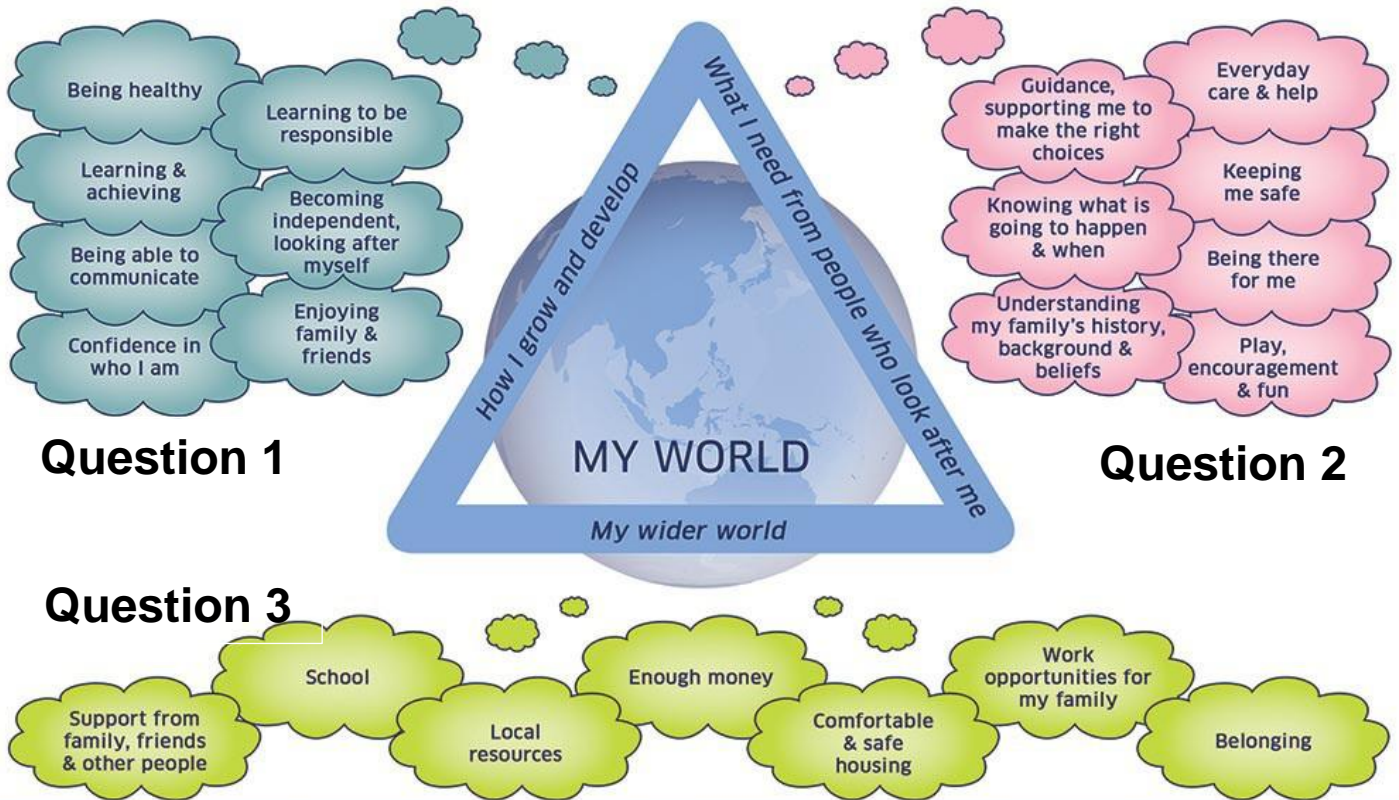 Being healthy
Learning to be
responsible
Learning &
achieving
Becoming
independent,
looking after
myself
Being able to
communicate
Enjoying
family &
friends
Confidence in
who I am
Question 1
How I grow and develop
What I need from people who look after me
MY WORLD
My wider world
Guidance,
supporting me to
make the right
choices
Everyday
care & help
Knowing what is
going to happen
& when
Keeping
me safe
Being there
for me
Understanding
my family's history,
background &
beliefs
Play,
encouragement
& fun
Question 2
Question 3
Support from
family, friends
& other people
School
Local
resources
Enough money
Comfortable
& safe
housing
Work
opportunities for
my family
Belonging